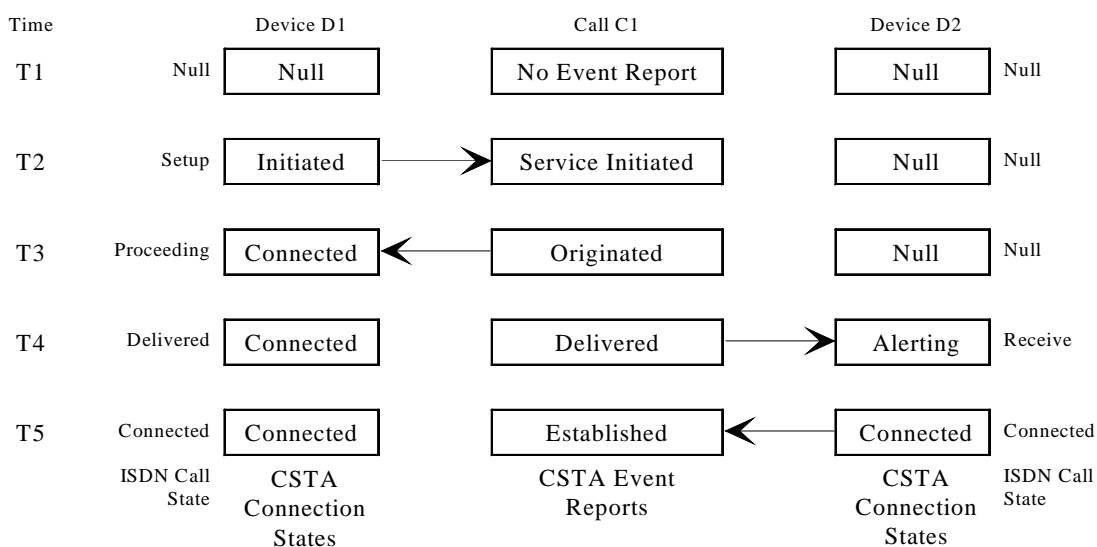 Time Device D1 Call C1 Device D2
T1 Null Null No Event Report Null Null
T2 Setup Initiated Service Initiated Null Null
T3 Proceeding Connected Originated Null Null
T4 Delivered Connected Delivered Alerting Receive
T5 Connected Connected Established Connected Connected
ISDN Call State
CSTA Connection States
CSTA Event Reports
CSTA Connection States
ISDN Call State